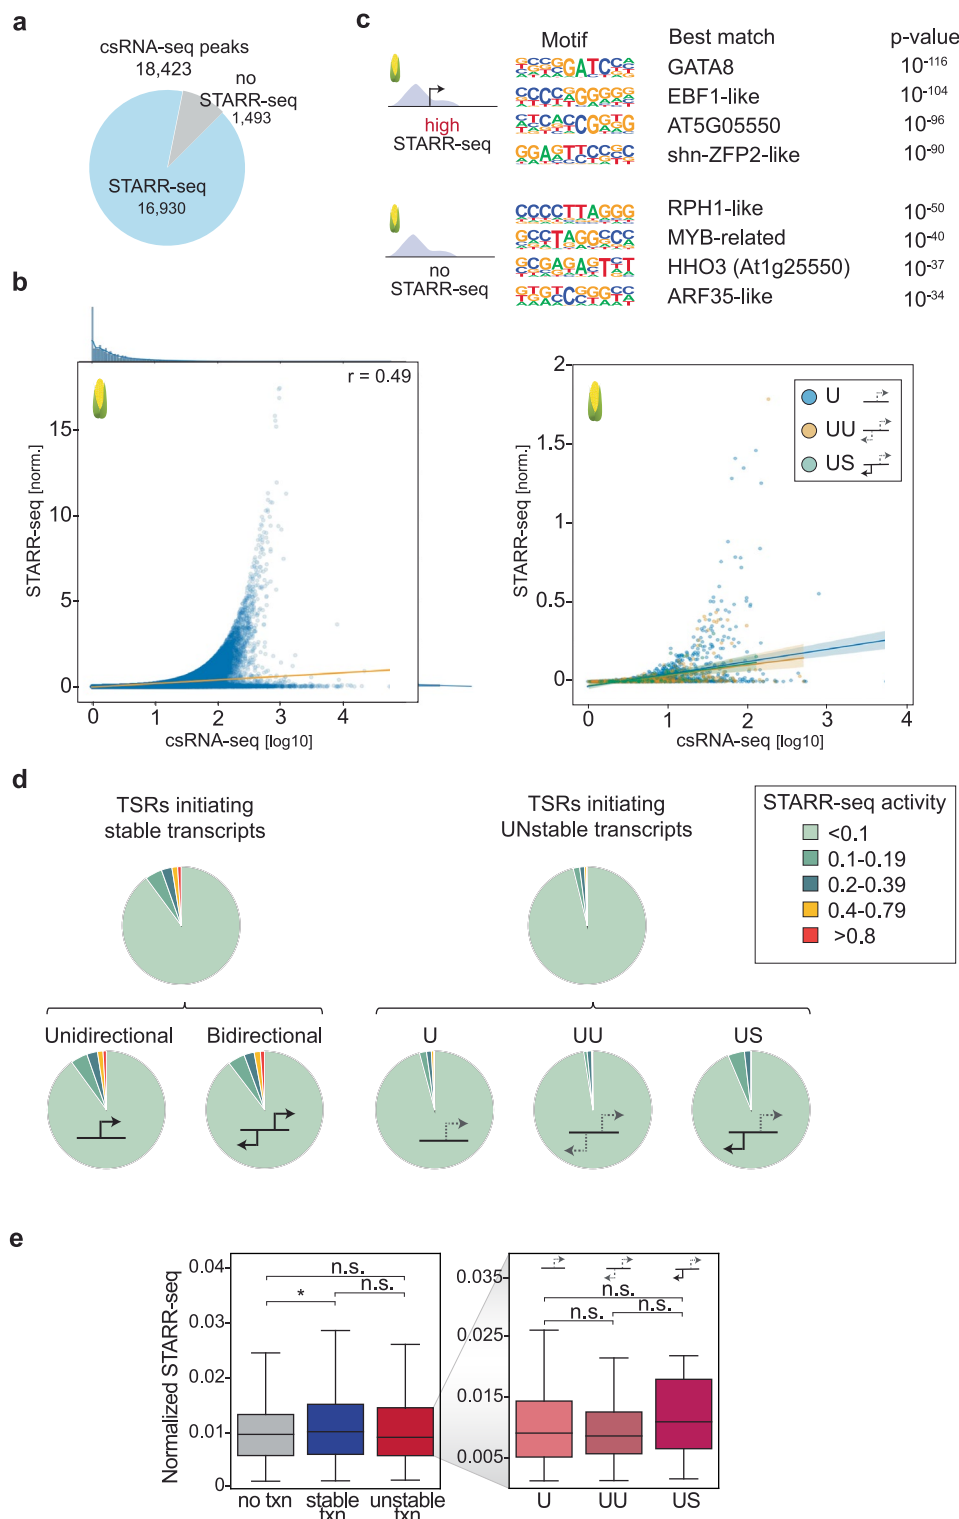 a
csRNA-seq peaks
18,423
no
STARR-seq
1,493
STARR-seq
16,930
c
Motif
Best match
p-value
high
STARR-seq
GATA8
10-116
EBF1-like
10-104
AT5G05550
10-96
shn-ZFP2-like
10-90
no
STARR-seq
RPH1-like
10-50
MYB-related
10-40
HHO3 (At1g25550)
10-37
ARF35-like
10-34
b
r = 0.49
STARR-seq [norm.]
15
10
5
0
0
1
2
3
4
csRNA-seq [log10]
STARR-seq [norm.]
2
1.5
1
0.5
0
0
1
2
3
4
csRNA-seq [log10]
U
UU
US
d
TSRs initiating
stable transcripts
TSRs initiating
UNstable transcripts
STARR-seq activity
<0.1
0.1-0.19
0.2-0.39
0.4-0.79
>0.8
Unidirectional
Bidirectional
U
UU
US
e
Normalized STARR-seq
0.04
0.03
0.02
0.01
0
n.s.
*
n.s.
no txn
stable
txn
unstable
txn
0.035
0.025
0.015
0.005
n.s.
n.s.
n.s.
U
UU
US